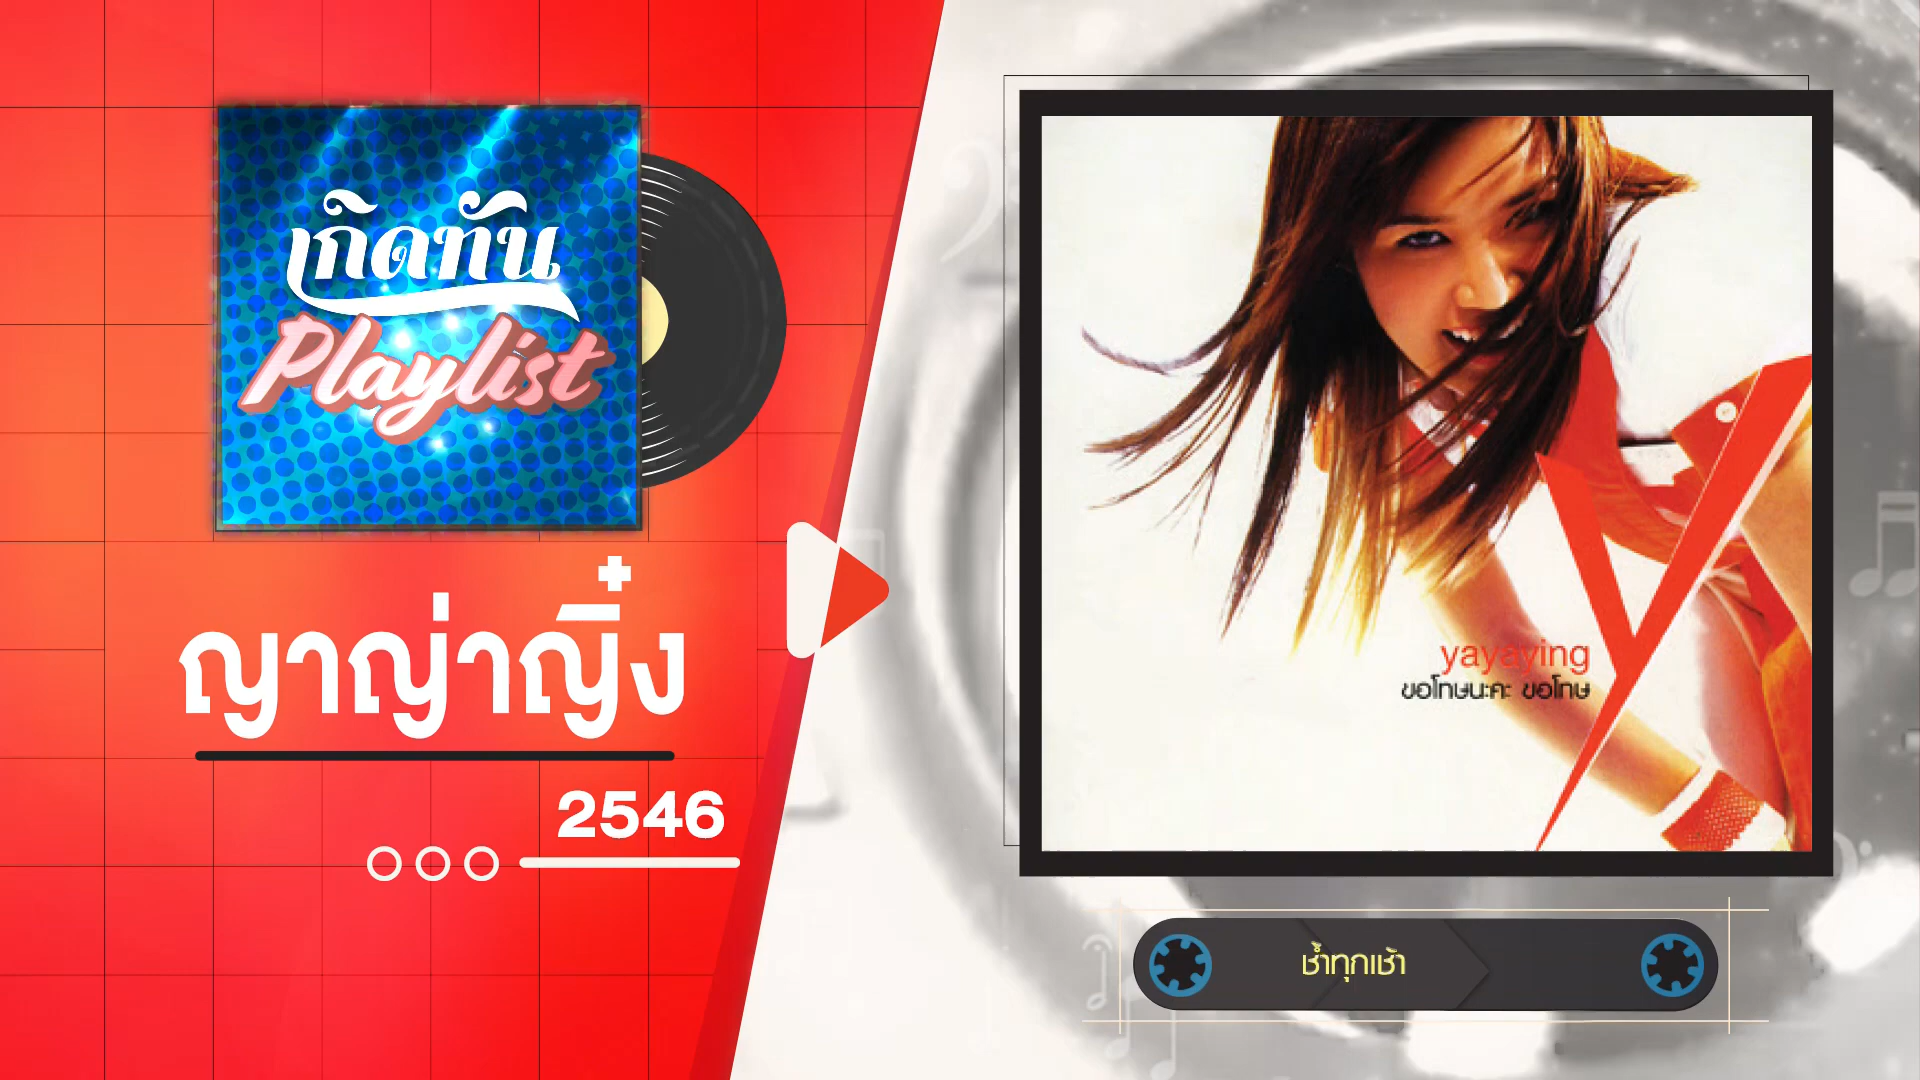 เกิดทัน
Playlist
ญาญ่าญิ๋ง
2546
Y
yayaying
ขอโทษนะคะ ขอโทษ
ช้ำทุกเช้า